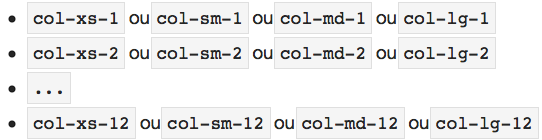 • col-xs-1 ou col-sm-1 ou col-md-1 ou col-lg-1
• col-xs-2 ou col-sm-2 ou col-md-2 ou col-lg-2
• ...
• col-xs-12 ou col-sm-12 ou col-md-12 ou col-lg-12